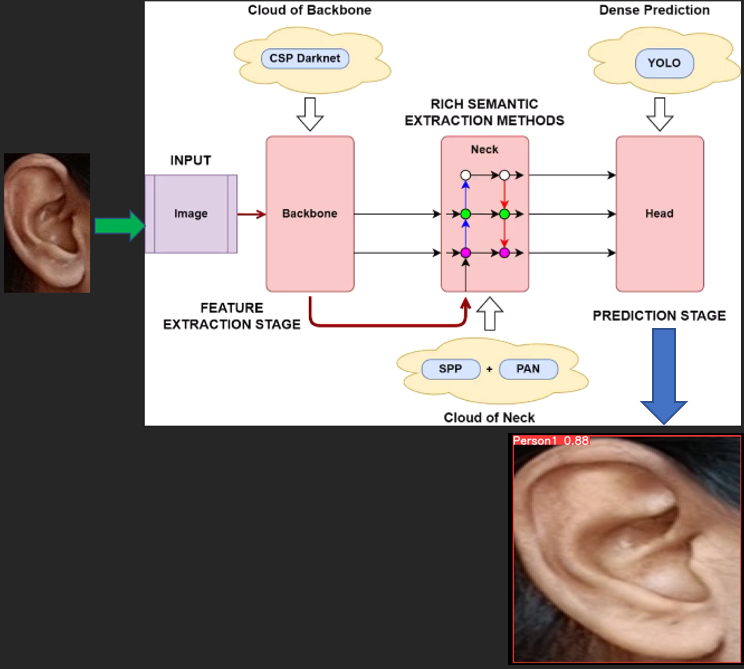 Cloud of Backbone
Dense Prediction
CSP Darknet
YOLO
RICH SEMANTIC
EXTRACTION METHODS
INPUT
Neck
Image
Backbone
Head
FEATURE
EXTRACTION STAGE
PREDICTION STAGE
SPP + PAN
Cloud of Neck
Person1 0.88